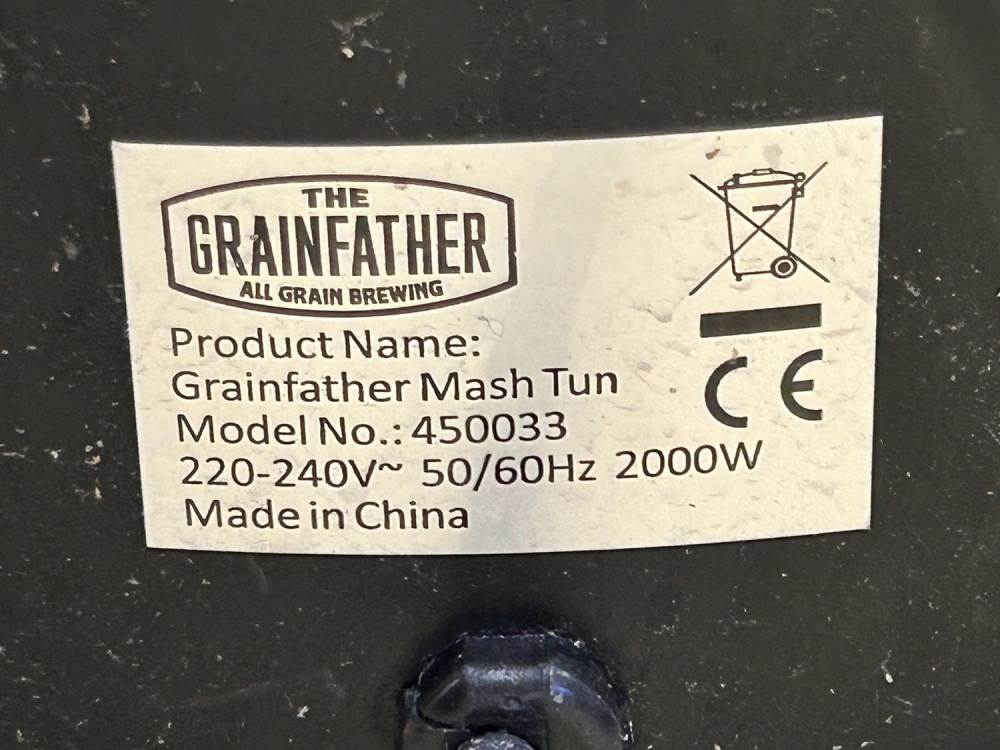 THE
GRAINFATHER
ALL GRAIN BREWING
Product Name:
Grainfather Mash Tun
Model No.: 450033
220-240V~ 50/60Hz 2000W
Made in China
CE